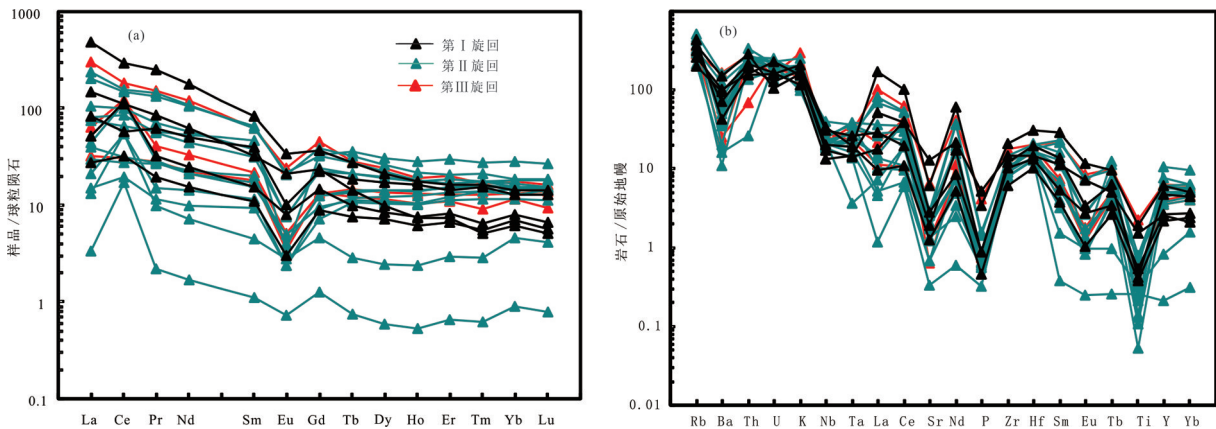 (a)
第Ⅰ旋回
第Ⅱ旋回
第Ⅲ旋回
样品/球粒陨石
1000
100
10
1
0.1
La Ce Pr Nd Sm Eu Gd Tb Dy Ho Er Tm Yb Lu
(b)
岩石/原始地幔
100
10
1
0.1
0.01
Rb Ba Th U K Nb Ta La Ce Sr Nd P Zr Hf Sm Eu Tb Ti Y Yb